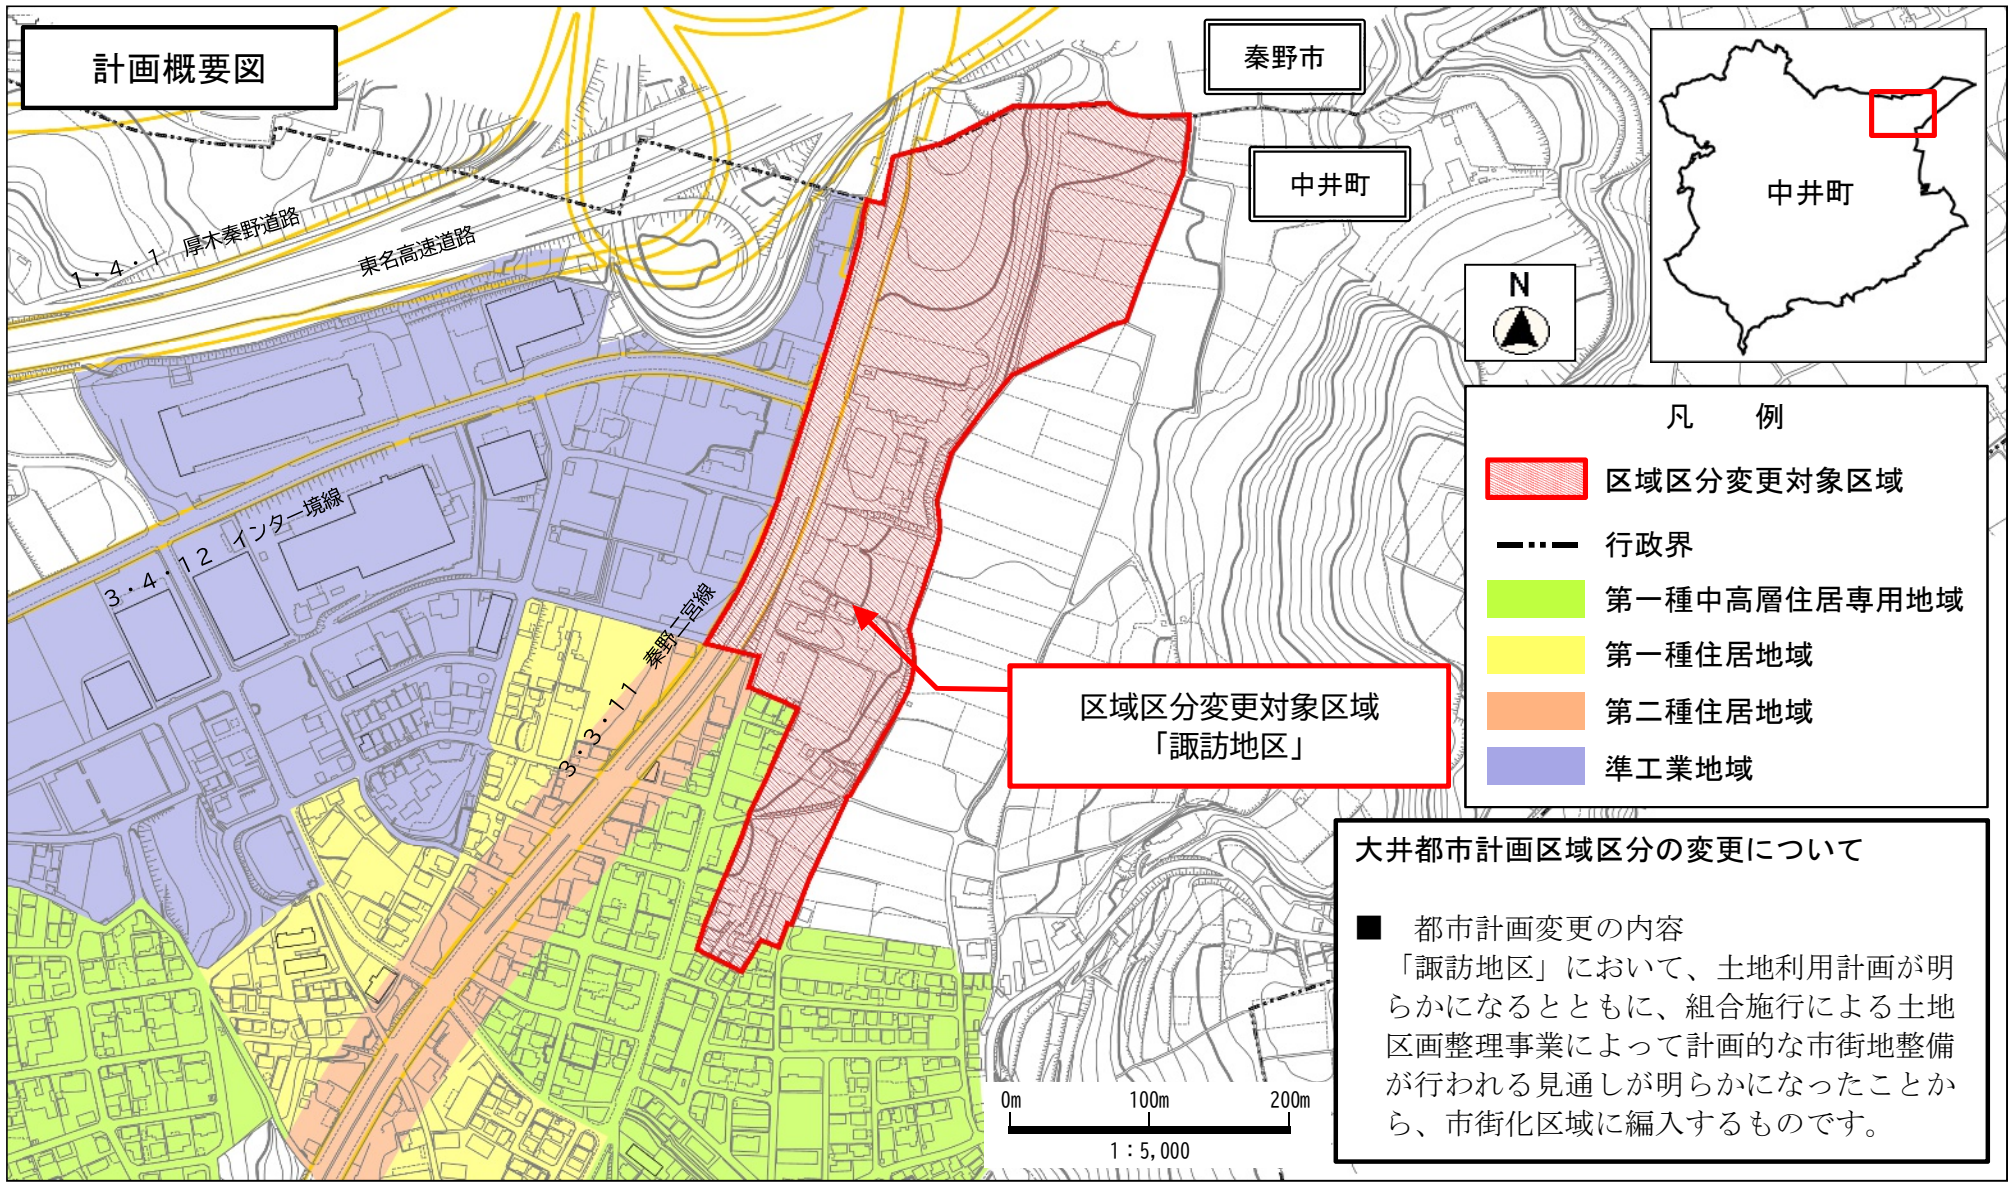 計画概要図
秦野市
中井町
中井町
N
1・4・1　厚木秦野道路
東名高速道路
3・4・12　インター境線
3・3・11　秦野二宮線
区域区分変更対象区域
「諏訪地区」
凡　例
区域区分変更対象区域
行政界
第一種中高層住居専用地域
第一種住居地域
第二種住居地域
準工業地域
大井都市計画区域区分の変更について
■　都市計画変更の内容
「諏訪地区」において、土地利用計画が明
らかになるとともに、組合施行による土地
区画整理事業によって計画的な市街地整備
が行われる見通しが明らかになったことか
ら、市街化区域に編入するものです。
0m 100m 200m
1：5,000